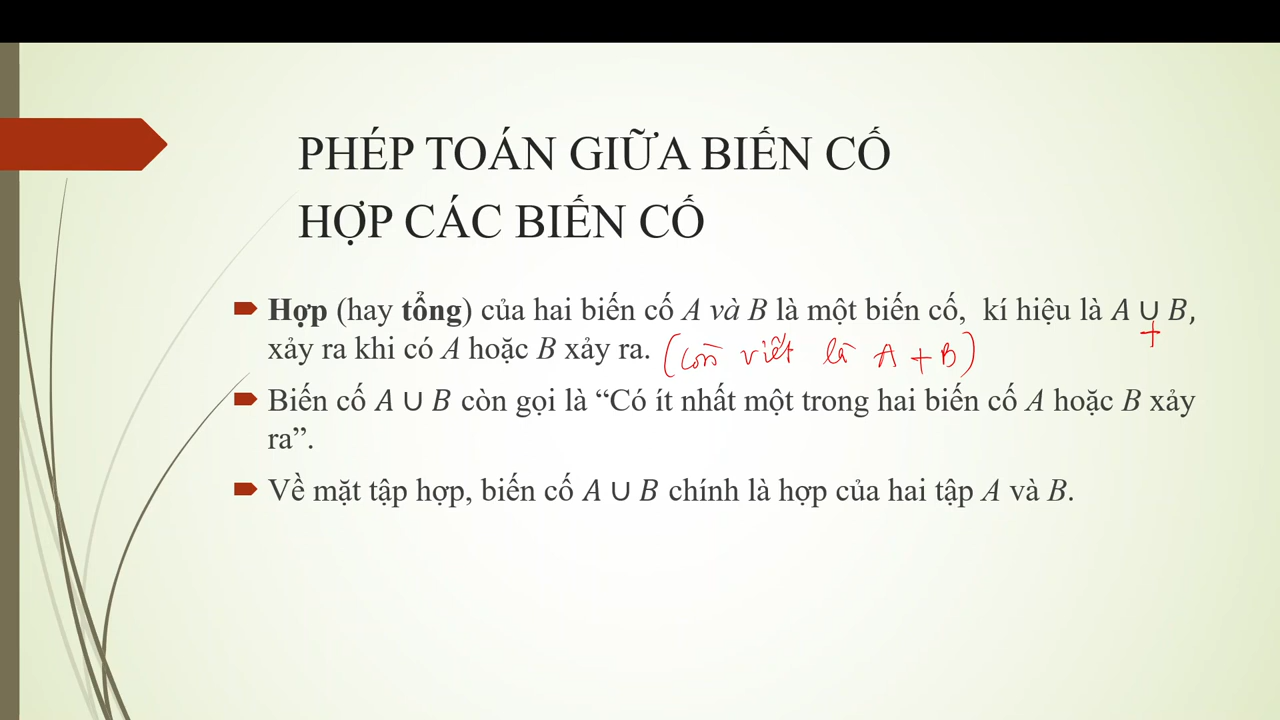 PHÉP TOÁN GIỮA BIẾN CỐ
HỢP CÁC BIẾN CỐ
Hợp (hay tổng) của hai biến cố A và B là một biến cố, kí hiệu là A ∪ B,
+
xảy ra khi có A hoặc B xảy ra. (còn viết là A + B)
Biến cố A ∪ B còn gọi là “Có ít nhất một trong hai biến cố A hoặc B xảy
ra”.
Về mặt tập hợp, biến cố A ∪ B chính là hợp của hai tập A và B.